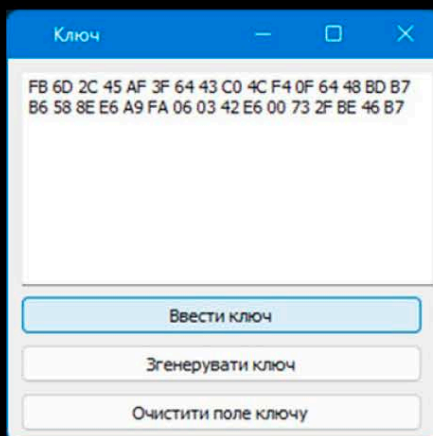 Ключ
FB 6D 2C 45 AF 3F 64 43 C0 4C F4 0F 64 48 BD B7
B6 58 8E E6 A9 FA 06 03 42 E6 00 73 2F BE 46 B7
Ввести ключ
Згенерувати ключ
Очистити поле ключу